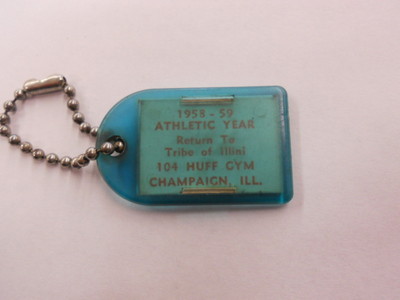 1958-59
ATHLETIC YEAR
Return To
Tribe of Illini
104 HUFF GYM
CHAMPAIGN, ILL.